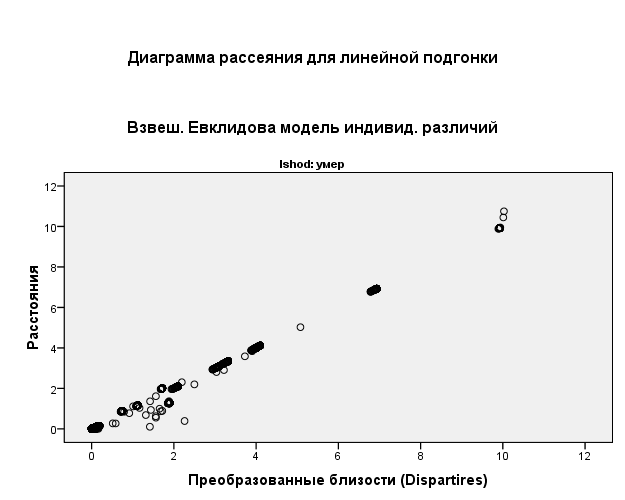 Диаграмма рассеяния для линейной подгонки
Взвеш. Евклидова модель индивид. различий
Ishod: умер
12
10
8
6
4
2
0
Расстояния
0 2 4 6 8 10 12
Преобразованные близости (Dispartires)